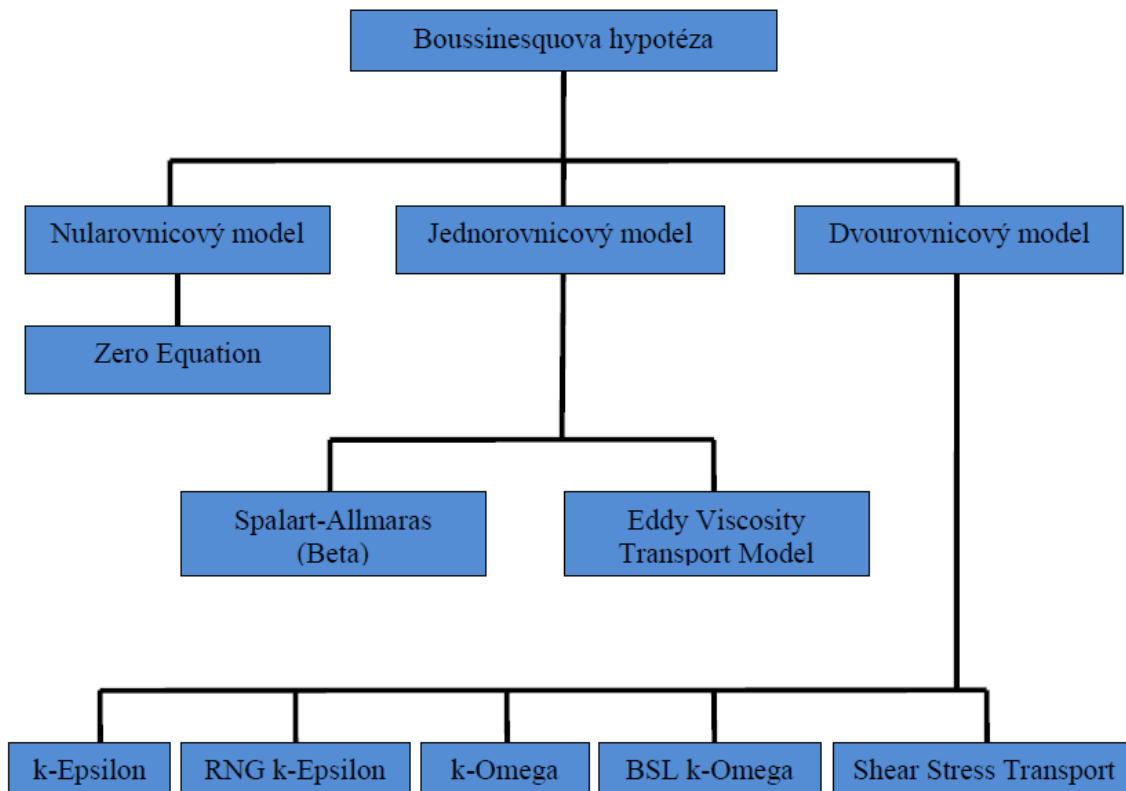 Boussinesquova hypotéza
Nularovnicový model
Jednorovnicový model
Dvourovnicový model
Zero Equation
Spalart-Allmaras
(Beta)
Eddy Viscosity
Transport Model
k-Epsilon
RNG k-Epsilon
k-Omega
BSL k-Omega
Shear Stress Transport